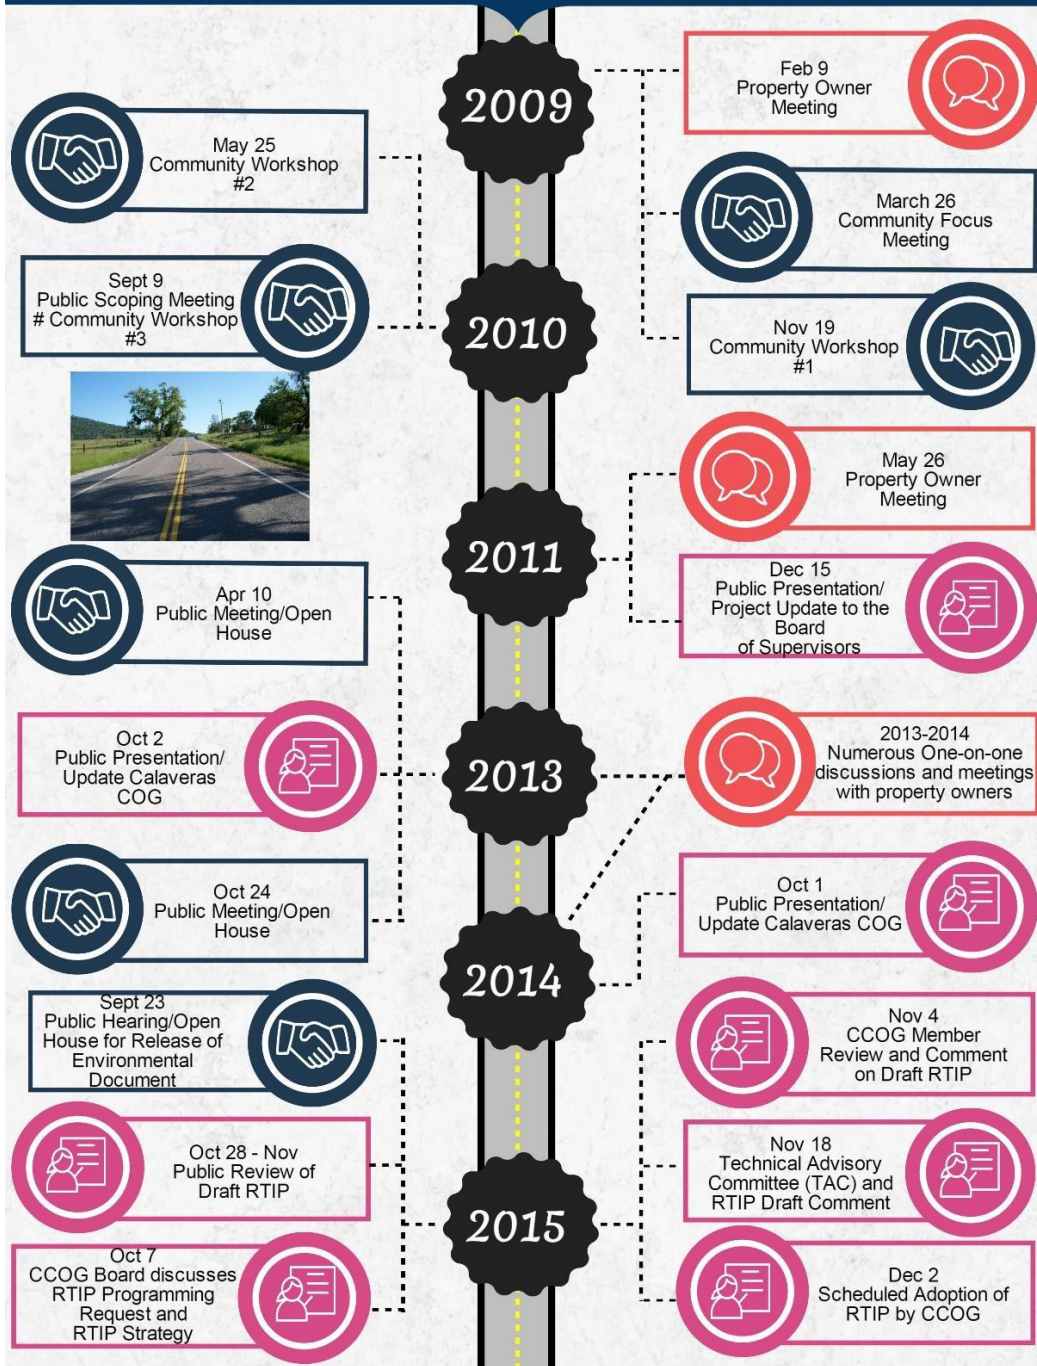 2009
Feb 9
Property Owner
Meeting
March 26
Community Focus
Meeting
Nov 19
Community Workshop
#1
May 25
Community Workshop
#2
Sept 9
Public Scoping Meeting
# Community Workshop
#3
2010
2011
May 26
Property Owner
Meeting
Dec 15
Public Presentation/
Project Update to the
Board
of Supervisors
Apr 10
Public Meeting/Open
House
Oct 2
Public Presentation/
Update Calaveras
COG
Oct 24
Public Meeting/Open
House
2013
2013-2014
Numerous One-on-one
discussions and meetings
with property owners
2014
Oct 1
Public Presentation/
Update Calaveras COG
Sept 23
Public Hearing/Open
House for Release of
Environmental
Document
Oct 28 - Nov
Public Review of
Draft RTIP
Oct 7
CCOG Board discusses
RTIP Programming
Request and
RTIP Strategy
2015
Nov 4
CCOG Member
Review and Comment
on Draft RTIP
Nov 18
Technical Advisory
Committee (TAC) and
RTIP Draft Comment
Dec 2
Scheduled Adoption of
RTIP by CCOG